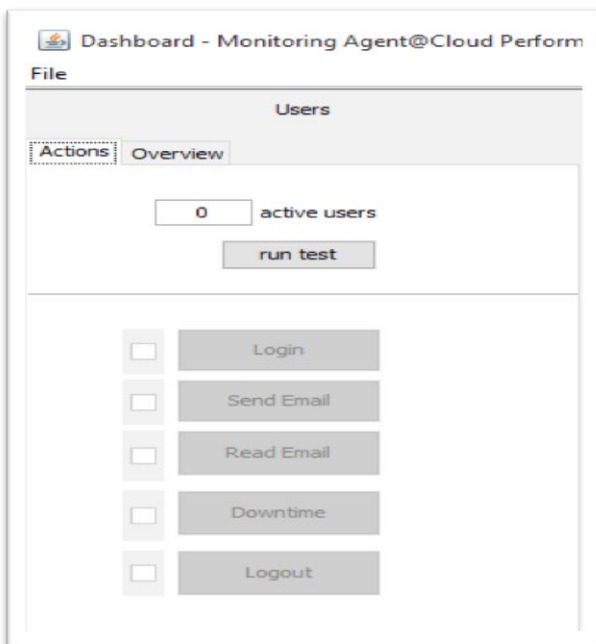 Dashboard - Monitoring Agent@Cloud Perform
File
Users
Actions Overview
0 active users
run test
Login
Send Email
Read Email
Downtime
Logout